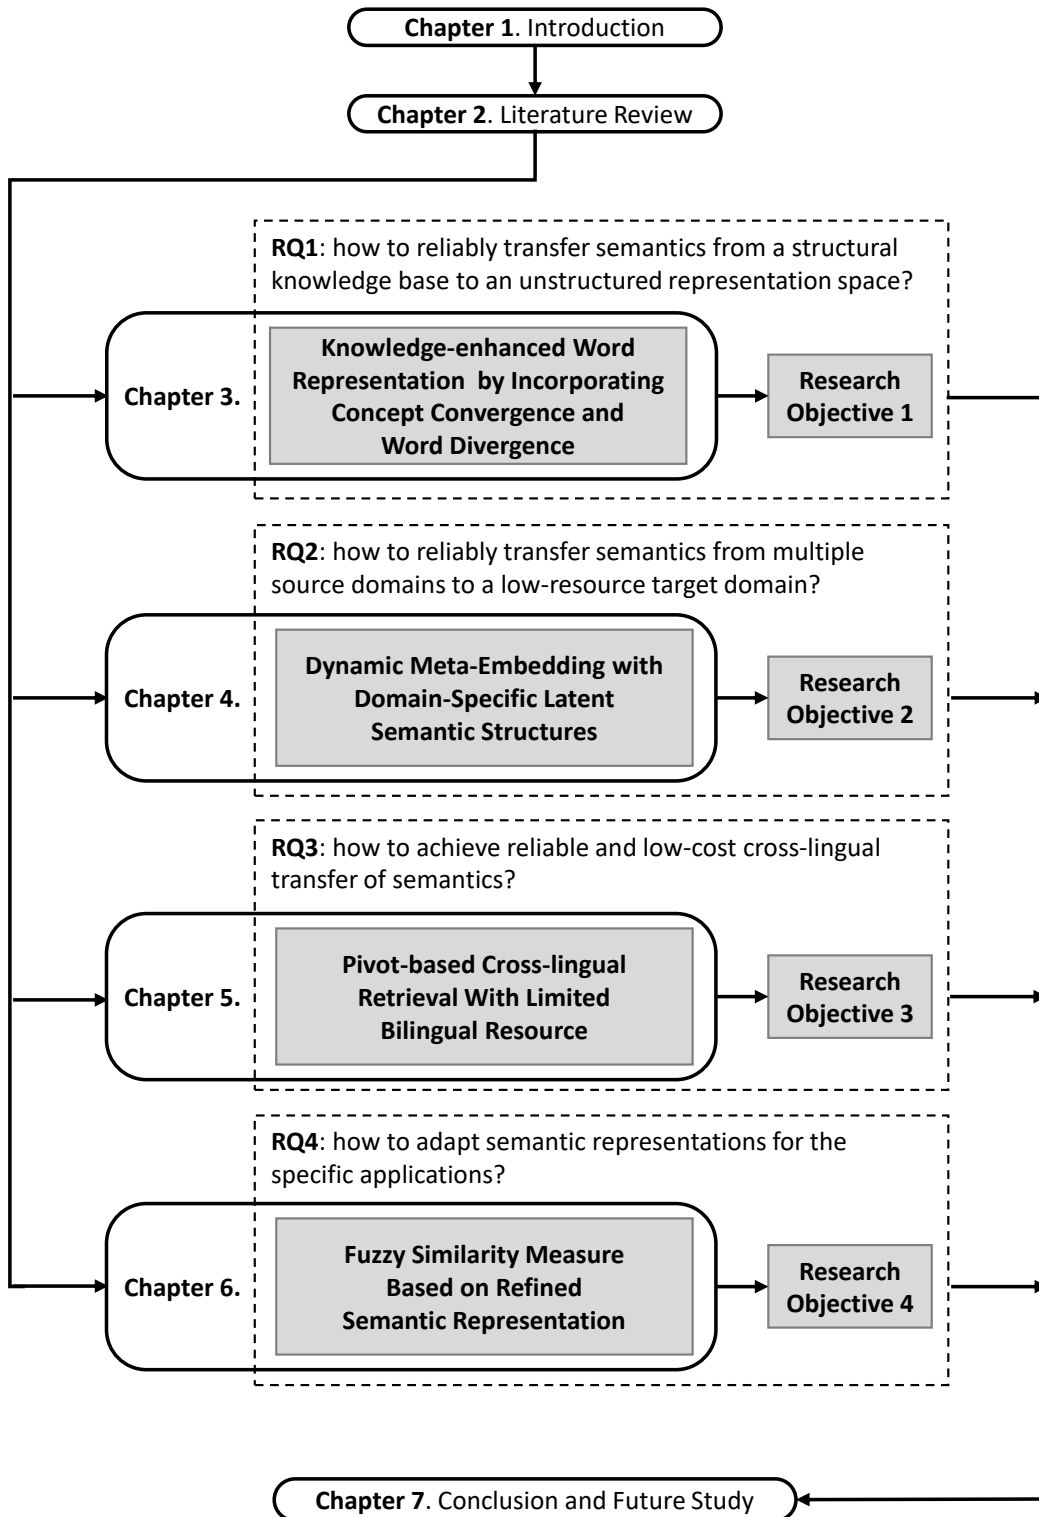 Chapter 1. Introduction
Chapter 2. Literature Review
RQ1: how to reliably transfer semantics from a structural
knowledge base to an unstructured representation space?
Chapter 3.
Knowledge-enhanced Word
Representation by Incorporating
Concept Convergence and
Word Divergence
Research
Objective 1
RQ2: how to reliably transfer semantics from multiple
source domains to a low-resource target domain?
Chapter 4.
Dynamic Meta-Embedding with
Domain-Specific Latent
Semantic Structures
Research
Objective 2
RQ3: how to achieve reliable and low-cost cross-lingual
transfer of semantics?
Chapter 5.
Pivot-based Cross-lingual
Retrieval With Limited
Bilingual Resource
Research
Objective 3
RQ4: how to adapt semantic representations for the
specific applications?
Chapter 6.
Fuzzy Similarity Measure
Based on Refined
Semantic Representation
Research
Objective 4
Chapter 7. Conclusion and Future Study